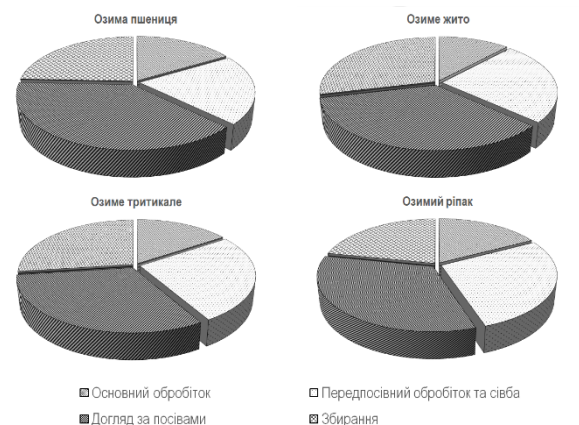 Озима пшениця
Озиме жито
Озиме тритикале
Озимий ріпак
Основний обробіток
Передпосівний обробіток та сівба
Догляд за посівами
Збирання